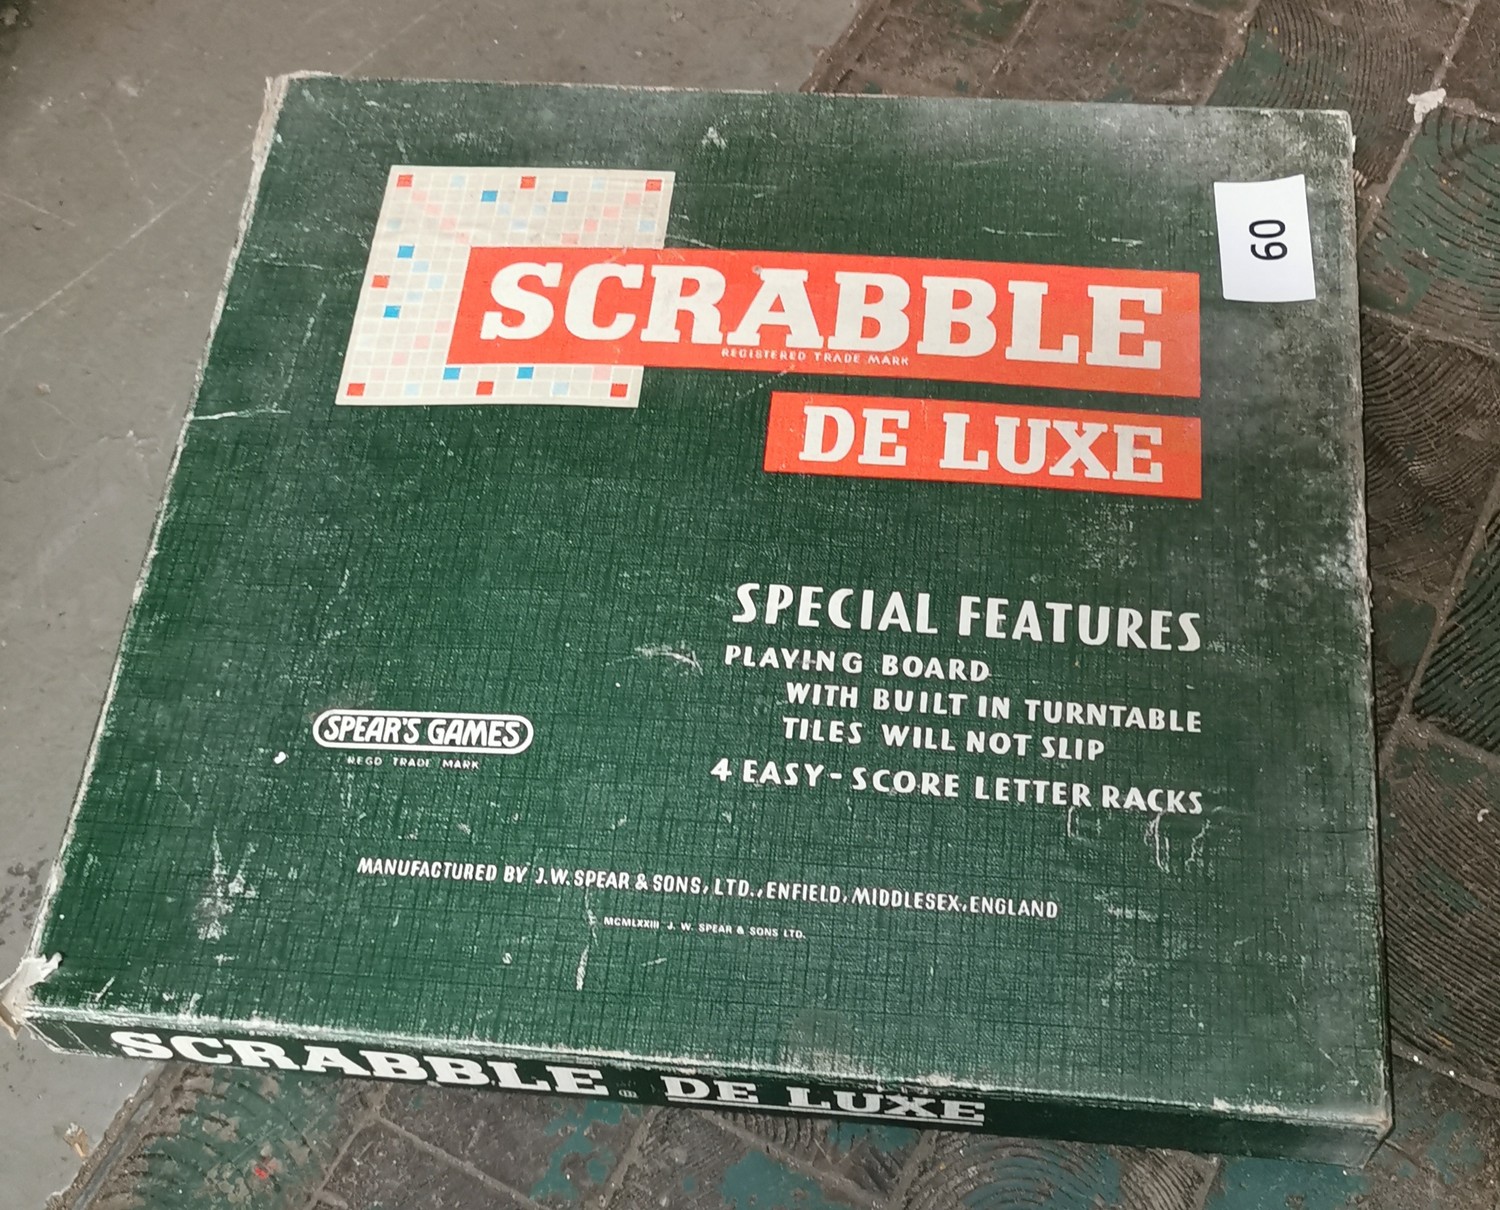 SCRABBLE
REGISTERED TRADE MARK
DE LUXE
60
SPECIAL FEATURES
PLAYING BOARD
WITH BUILT IN TURNTABLE
TILES WILL NOT SLIP
4 EASY-SCORE LETTER RACKS
SPEAR'S GAMES
REGD TRADE MARK
MANUFACTURED BY J.W. SPEAR & SONS, LTD., ENFIELD, MIDDLESEX, ENGLAND
MCMLXXIII J. W. SPEAR & SONS LTD.
SCRABBLE DE LUXE